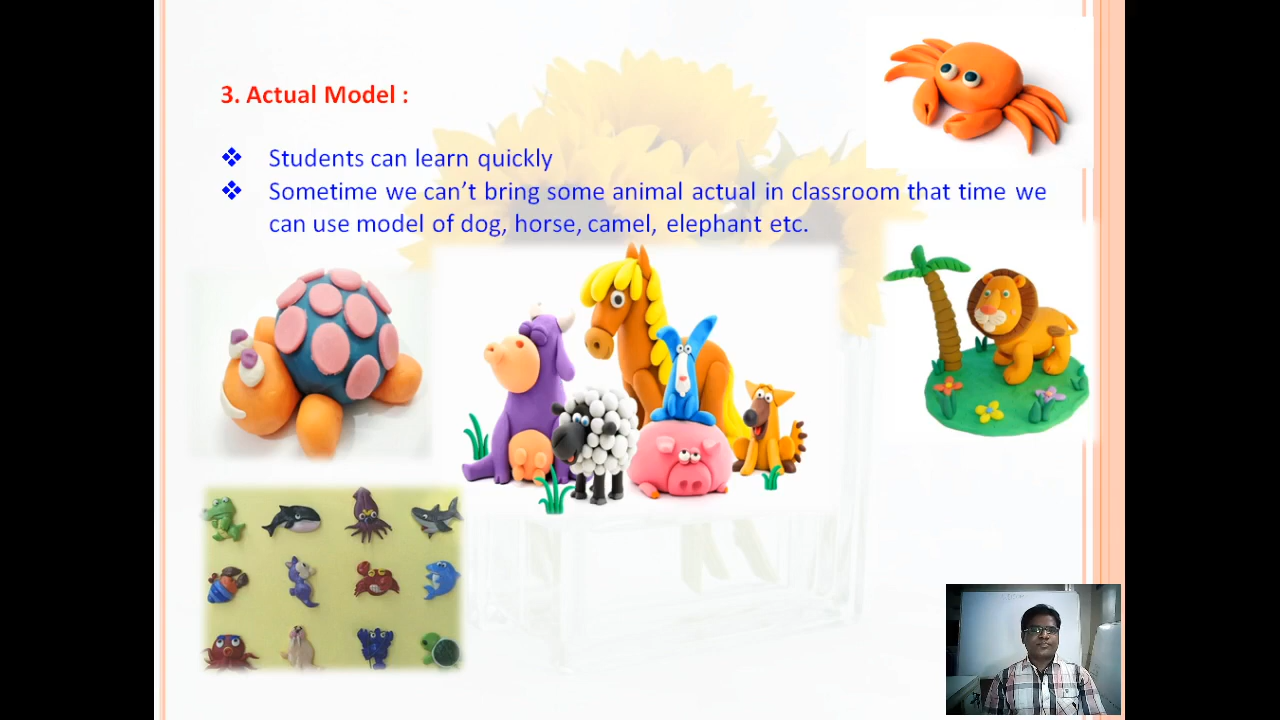 3. Actual Model :
❖ Students can learn quickly
❖ Sometime we can't bring some animal actual in classroom that time we
can use model of dog, horse, camel, elephant etc.